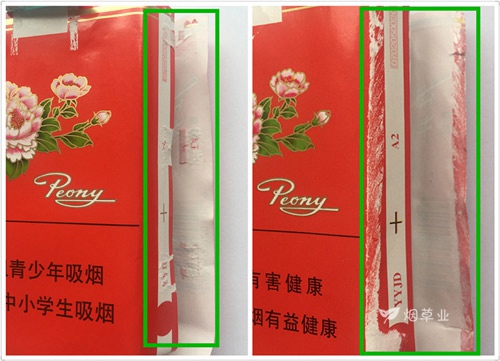 Peony
青少年吸烟
中小学生吸烟
A2
Peony
YYJD
有害健康
烟有益健康
烟草业